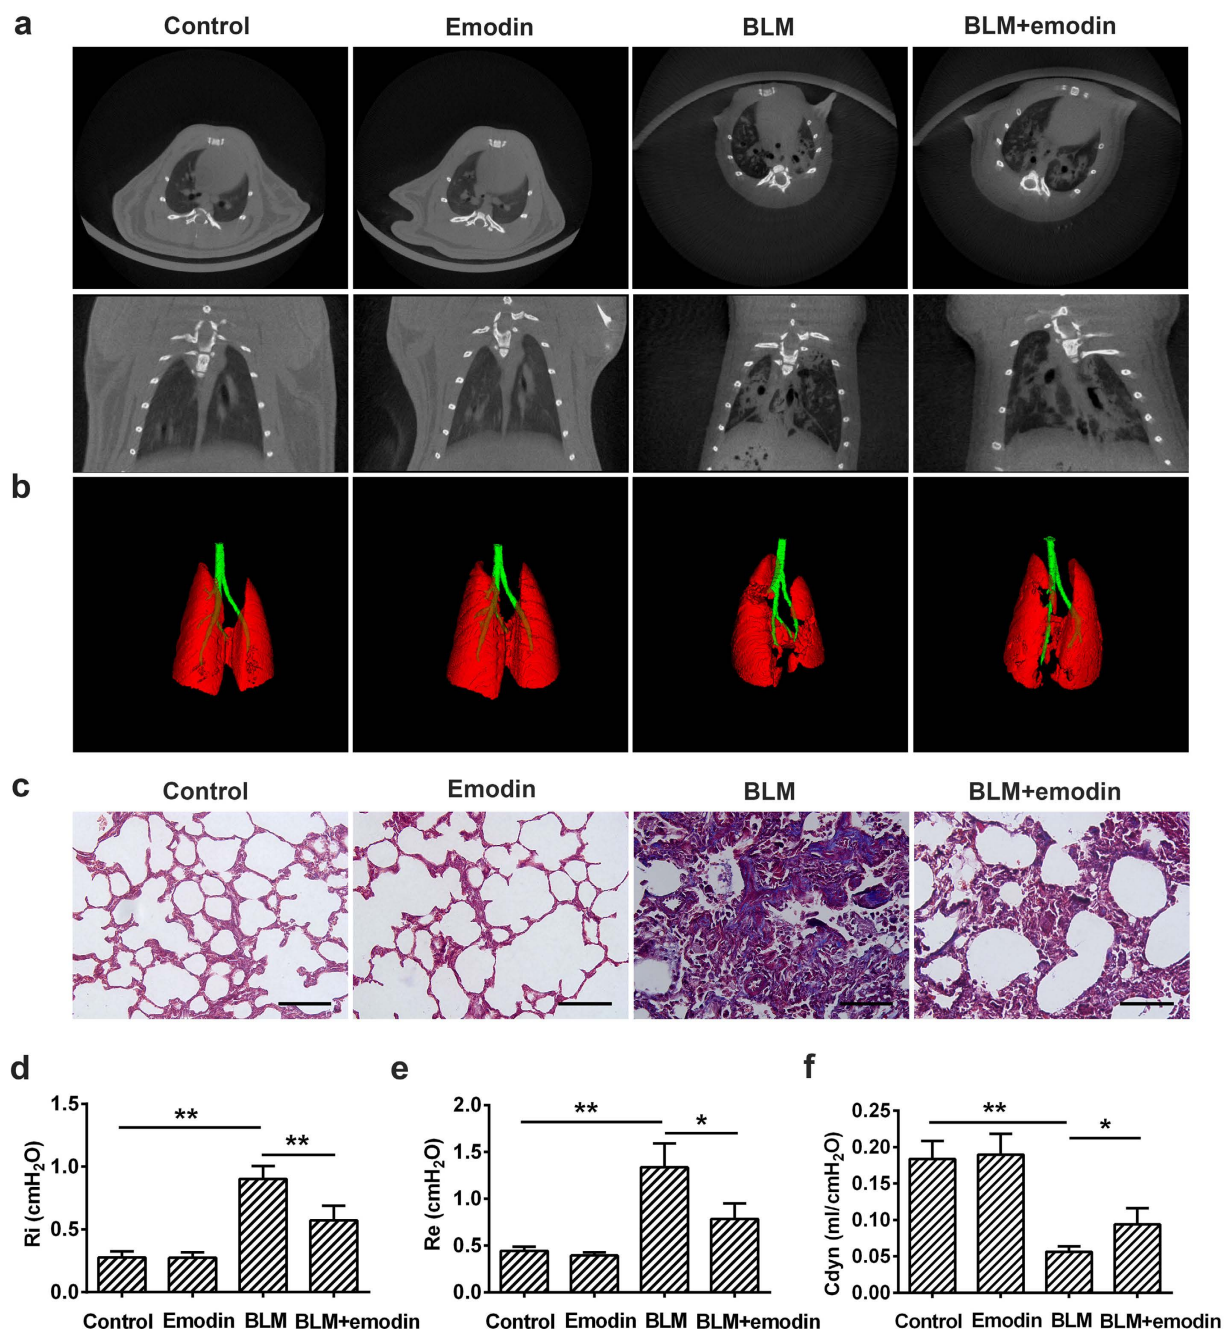 a
Control Emodin BLM BLM+emodin
b
c
Control Emodin BLM BLM+emodin
d
Ri (cmH₂O)
1.5
1.0
0.5
0.0
**
**
Control Emodin BLM BLM+emodin
e
Re (cmH₂O)
2.0
1.5
1.0
0.5
0.0
**
*
Control Emodin BLM BLM+emodin
f
Cdyn (ml/cmH₂O)
0.25
0.20
0.15
0.10
0.05
0.00
**
*
Control Emodin BLM BLM+emodin